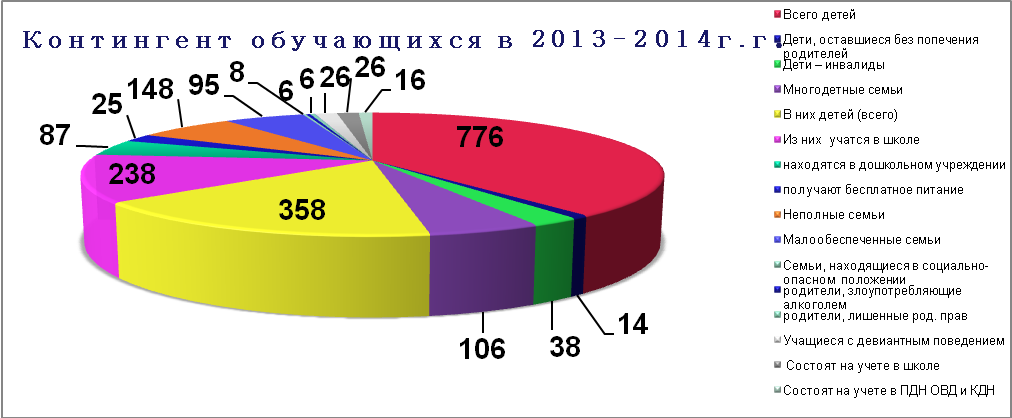 Контингент обучающихся в 2013-2014г.г.
8
6
6
26
26
16
95
148
25
87
776
238
358
14
38
106
Всего детей
Дети, оставшиеся без попечения
родителей
Дети – инвалиды
Многодетные семьи
В них детей (всего)
Из них учатся в школе
находятся в дошкольном учреждении
получают бесплатное питание
Неполные семьи
Малообеспеченные семьи
Семьи, находящиеся в социально-
опасном положении
родители, злоупотребляющие
алкоголем
родители, лишенные род. прав
Учащиеся с девиантным поведением
Состоят на учете в школе
Состоят на учете в ПДН ОВД и КДН